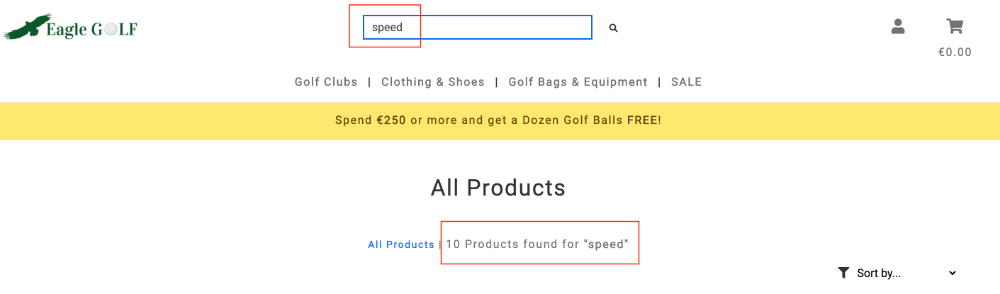 Eagle GOLF
speed
€0.00
Golf Clubs | Clothing & Shoes | Golf Bags & Equipment | SALE
Spend €250 or more and get a Dozen Golf Balls FREE!
All Products
All Products | 10 Products found for "speed"
Sort by...